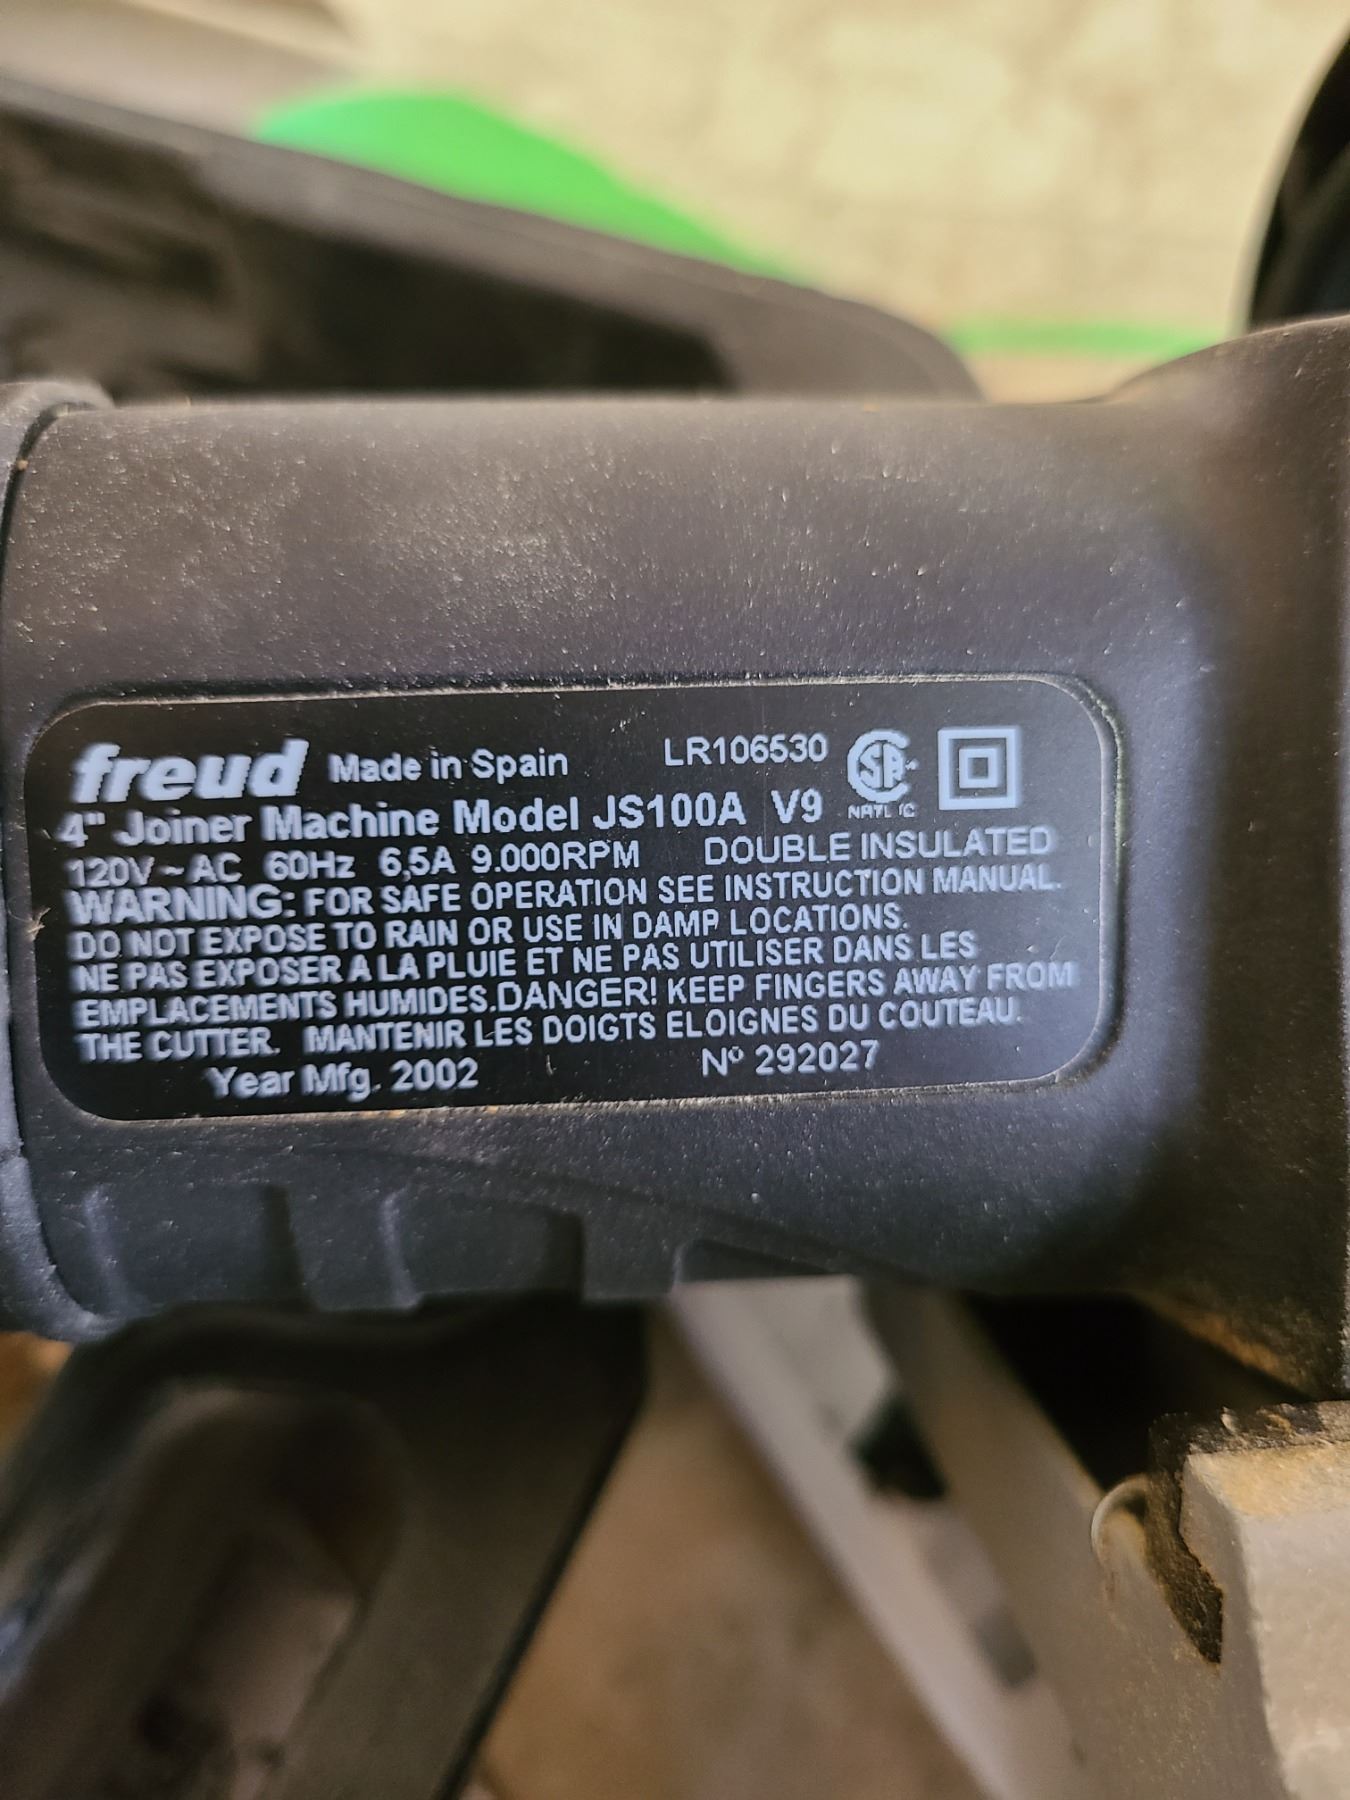 freud Made in Spain LR106530 SA NRTL/C
4" Joiner Machine Model JS100A V9
120V ~ AC 60Hz 6,5A 9.000RPM DOUBLE INSULATED
WARNING: FOR SAFE OPERATION SEE INSTRUCTION MANUAL.
DO NOT EXPOSE TO RAIN OR USE IN DAMP LOCATIONS.
NE PAS EXPOSER A LA PLUIE ET NE PAS UTILISER DANS LES
EMPLACEMENTS HUMIDES.DANGER! KEEP FINGERS AWAY FROM
THE CUTTER. MANTENIR LES DOIGTS ELOIGNES DU COUTEAU.
Year Mfg. 2002 Nº 292027